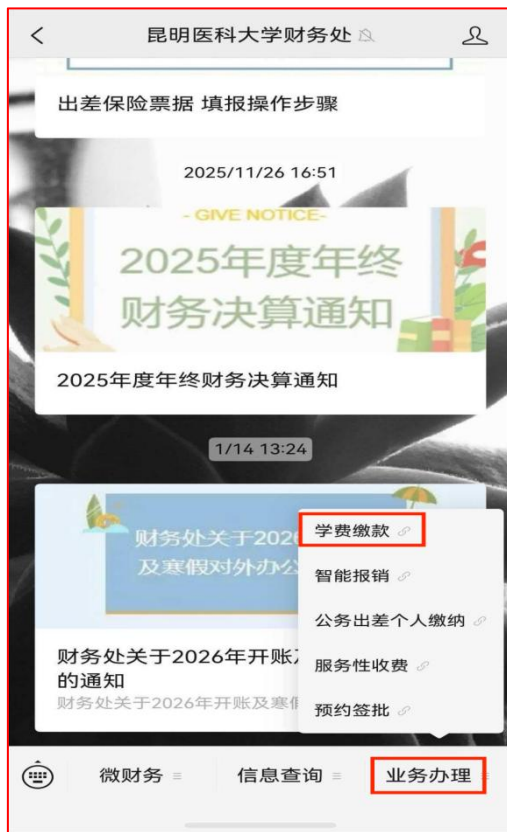 昆明医科大学财务处
出差保险票据 填报操作步骤
2025/11/26 16:51
- GIVE NOTICE-
2025年度年终
财务决算通知
2025年度年终财务决算通知
1/14 13:24
财务处关于202
及寒假对外办公
学费缴款
智能报销
公务出差个人缴纳
服务性收费
预约签批
财务处关于2026年开账及
的通知
财务处关于2026年开账及寒假
微财务
信息查询
业务办理